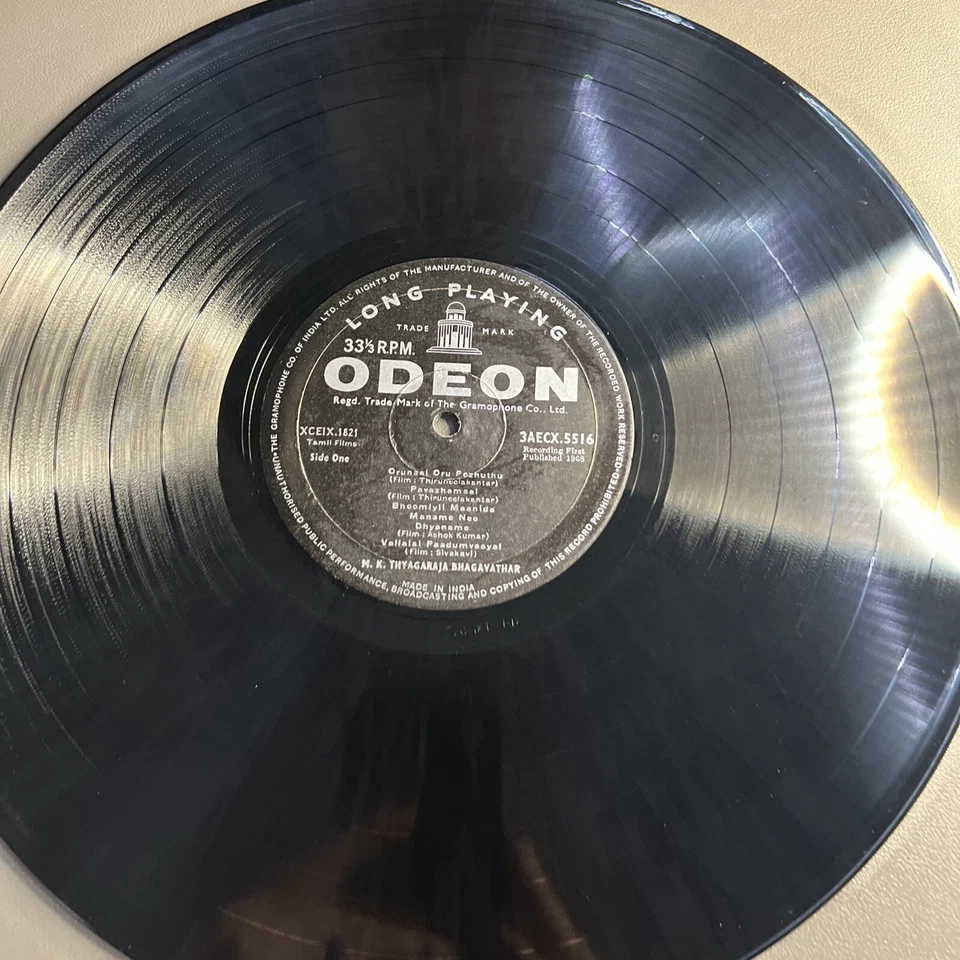 THE GRAMOPHONE CO. OF INDIA LTD. ALL RIGHTS OF THE MANUFACTURER AND OF THE OWNER OF THE RECORDED WORK RESERVED.
UNAUTHORISED PUBLIC PERFORMANCE, BROADCASTING AND COPYING OF THIS RECORD PROHIBITED.
LONG PLAYING
TRADE MARK
33⅓ R.P.M.
ODEON
Regd. Trade Mark of The Gramophone Co., Ltd.
XCEIX.1821
Tamil Films
Side One
3AECX.5516
Recording First
Published 1968
Orunaal Oru Pozhuthu
(Film : Thiruneelakantar)
Pavazhamaal
(Film : Thiruneelakantar)
Bhoomiyil Maanida
Maname Nee
Dhyaname
(Film : Ashok Kumar)
Vallalai Paadumvaayal
(Film : Sivakavi)
M. K. THYAGARAJA BHAGAVATHAR
MADE IN INDIA